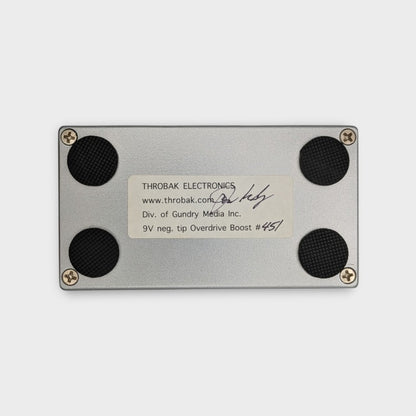 THROBAK ELECTRONICS
www.throbak.com
Div. of Gundry Media Inc.
9V neg. tip Overdrive Boost #451